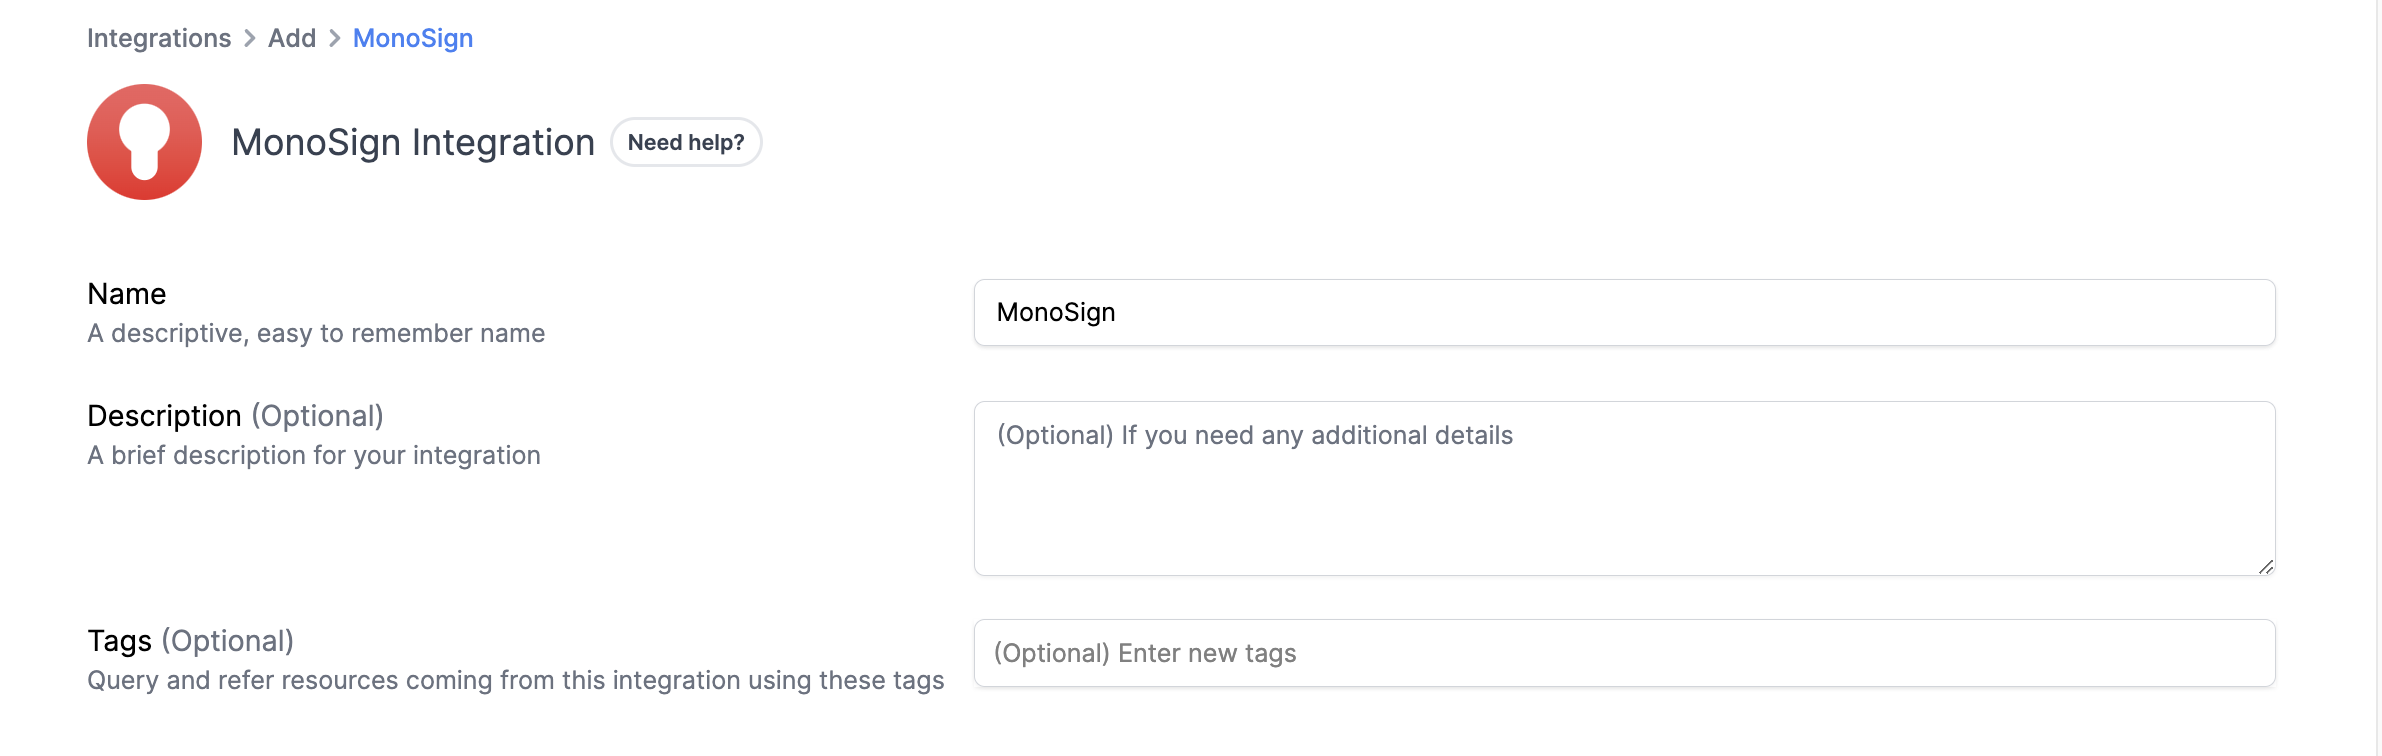 Integrations > Add > MonoSign
MonoSign Integration Need help?
Name
A descriptive, easy to remember name
MonoSign
Description (Optional)
A brief description for your integration
(Optional) If you need any additional details
Tags (Optional)
Query and refer resources coming from this integration using these tags
(Optional) Enter new tags